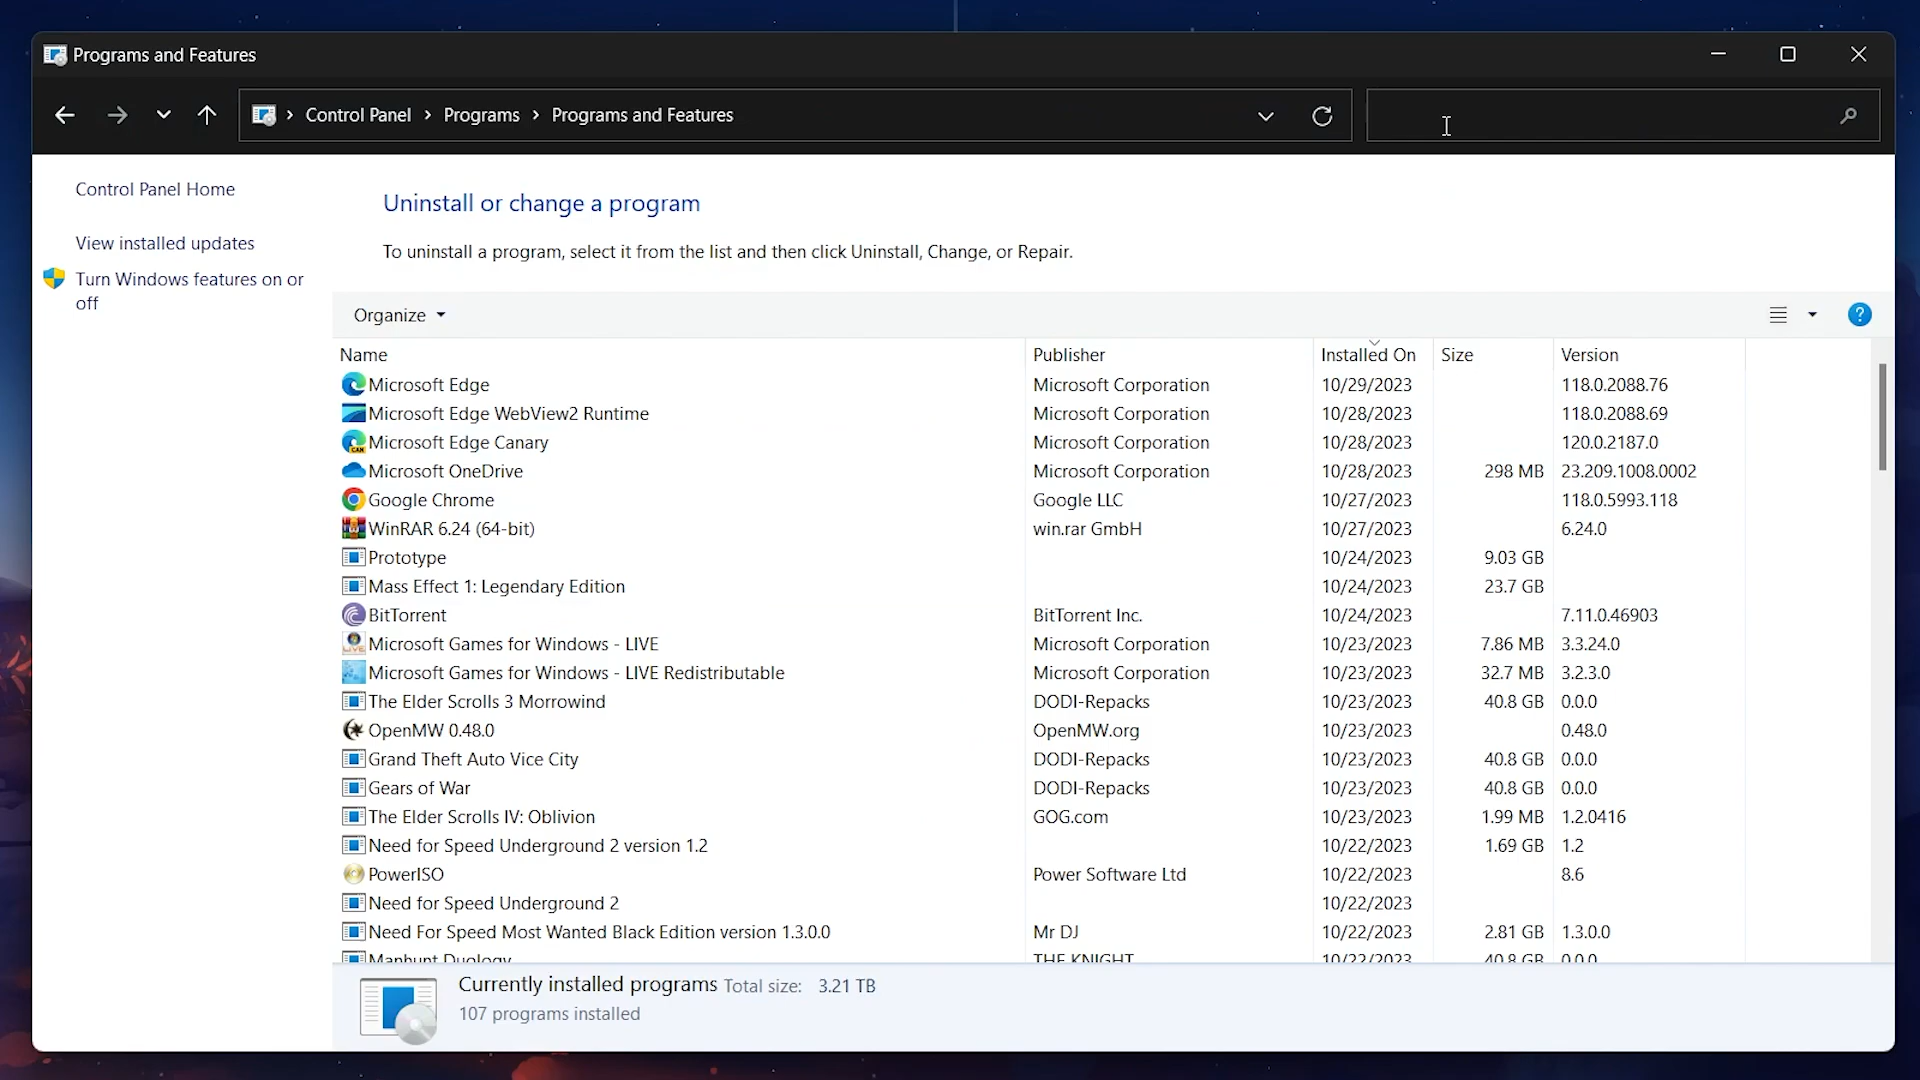 Programs and Features
Control Panel Programs Programs and Features
Control Panel Home
View installed updates
Turn Windows features on or
off
Uninstall or change a program
To uninstall a program, select it from the list and then click Uninstall, Change, or Repair.
Organize
Name Publisher Installed On Size Version
Microsoft Edge Microsoft Corporation 10/29/2023 118.0.2088.76
Microsoft Edge WebView2 Runtime Microsoft Corporation 10/28/2023 118.0.2088.69
CAN Microsoft Edge Canary Microsoft Corporation 10/28/2023 120.0.2187.0
Microsoft OneDrive Microsoft Corporation 10/28/2023 298 MB 23.209.1008.0002
Google Chrome Google LLC 10/27/2023 118.0.5993.118
WinRAR 6.24 (64-bit) win.rar GmbH 10/27/2023 6.24.0
Prototype 10/24/2023 9.03 GB
Mass Effect 1: Legendary Edition 10/24/2023 23.7 GB
BitTorrent BitTorrent Inc. 10/24/2023 7.11.0.46903
LIVE Microsoft Games for Windows - LIVE Microsoft Corporation 10/23/2023 7.86 MB 3.3.24.0
Microsoft Games for Windows - LIVE Redistributable Microsoft Corporation 10/23/2023 32.7 MB 3.2.3.0
The Elder Scrolls 3 Morrowind DODI-Repacks 10/23/2023 40.8 GB 0.0.0
OpenMW 0.48.0 OpenMW.org 10/23/2023 0.48.0
Grand Theft Auto Vice City DODI-Repacks 10/23/2023 40.8 GB 0.0.0
Gears of War DODI-Repacks 10/23/2023 40.8 GB 0.0.0
The Elder Scrolls IV: Oblivion GOG.com 10/23/2023 1.99 MB 1.2.0416
Need for Speed Underground 2 version 1.2 10/22/2023 1.69 GB 1.2
PowerISO Power Software Ltd 10/22/2023 8.6
Need for Speed Underground 2 10/22/2023
Need For Speed Most Wanted Black Edition version 1.3.0.0 Mr DJ 10/22/2023 2.81 GB 1.3.0.0
Manhunt Duology THE KNIGHT 10/22/2023 40.8 GB 0.0.0
Currently installed programs Total size: 3.21 TB
107 programs installed